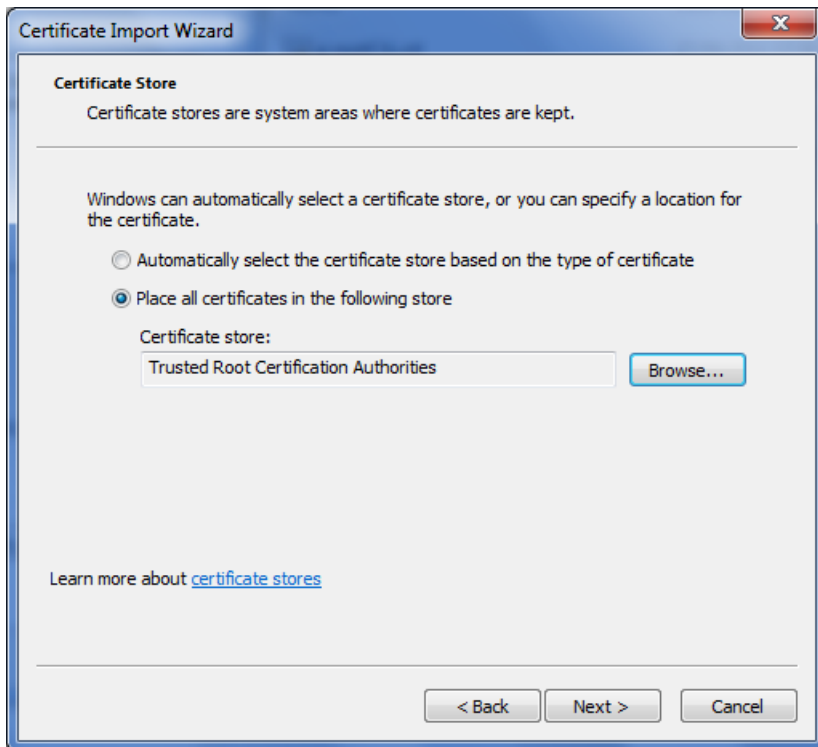 Certificate Import Wizard
Certificate Store
Certificate stores are system areas where certificates are kept.
Windows can automatically select a certificate store, or you can specify a location for
the certificate.
Automatically select the certificate store based on the type of certificate
Place all certificates in the following store
Certificate store:
Trusted Root Certification Authorities
Browse...
Learn more about certificate stores
< Back
Next >
Cancel